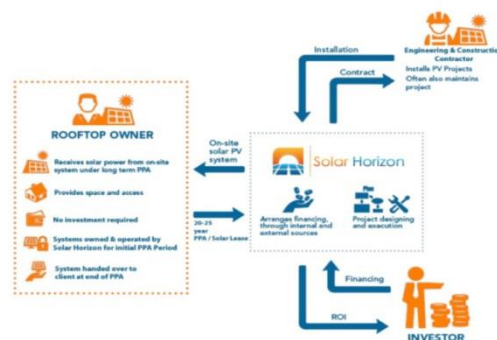 Installation
Contract
Engineering & Construction
Contractor
Installs PV Projects
Often also maintains
project
ROOFTOP OWNER
Receives solar power from on-site
system under long term PPA
Provides space and access
No investment required
Systems owned & operated by
Solar Horizon for initial PPA Period
System handed over to
client at end of PPA
On-site
solar PV
system
20-25
year
PPA / Solar Lease
Solar Horizon
Arranges financing,
through internal and
external sources
Project designing
and execution
Financing
ROI
INVESTOR